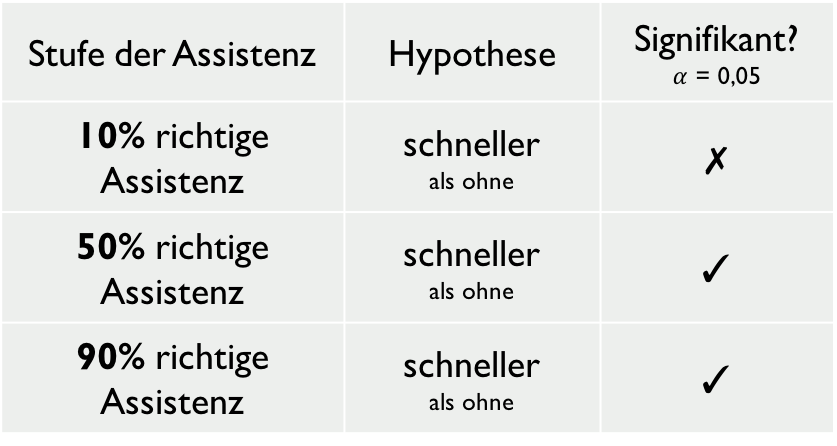 Stufe der Assistenz Hypothese Signifikant?
α = 0,05
10% richtige
Assistenz
schneller
als ohne
✗
50% richtige
Assistenz
schneller
als ohne
✓
90% richtige
Assistenz
schneller
als ohne
✓